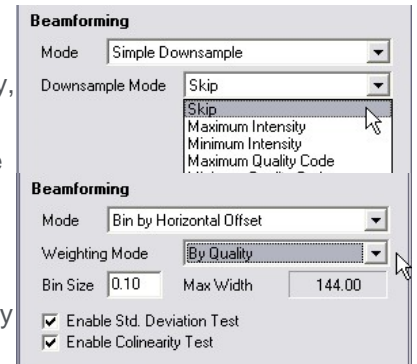 Beamforming
Mode Simple Downsample
y,
Downsample Mode Skip
Skip
Maximum Intensity
Minimum Intensity
e
Maximum Quality Code
Beamforming
Mode Bin by Horizontal Offset
Weighting Mode By Quality
Bin Size 0.10 Max Width 144.00
y
Enable Std. Deviation Test
Enable Colinearity Test